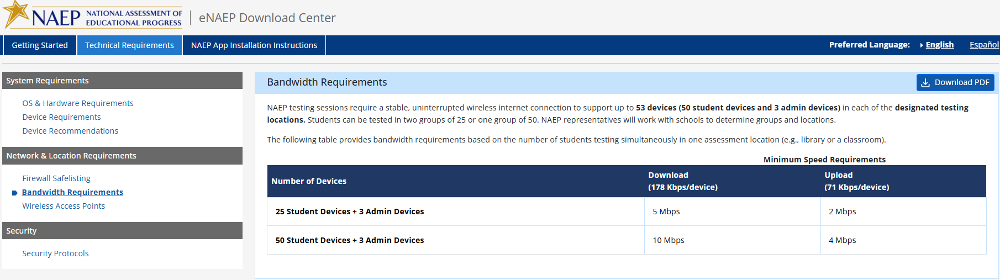 NAEP NATIONAL ASSESSMENT OF
EDUCATIONAL PROGRESS
eNAEP Download Center
Getting Started Technical Requirements NAEP App Installation Instructions Preferred Language: English Español
System Requirements
OS & Hardware Requirements
Device Requirements
Device Recommendations
Network & Location Requirements
Firewall Safelisting
Bandwidth Requirements
Wireless Access Points
Security
Security Protocols
Bandwidth Requirements Download PDF
NAEP testing sessions require a stable, uninterrupted wireless internet connection to support up to 53 devices (50 student devices and 3 admin devices) in each of the designated testing
locations. Students can be tested in two groups of 25 or one group of 50. NAEP representatives will work with schools to determine groups and locations.
The following table provides bandwidth requirements based on the number of students testing simultaneously in one assessment location (e.g., library or a classroom).
Minimum Speed Requirements
Number of Devices Download Upload
(178 Kbps/device) (71 Kbps/device)
25 Student Devices + 3 Admin Devices 5 Mbps 2 Mbps
50 Student Devices + 3 Admin Devices 10 Mbps 4 Mbps